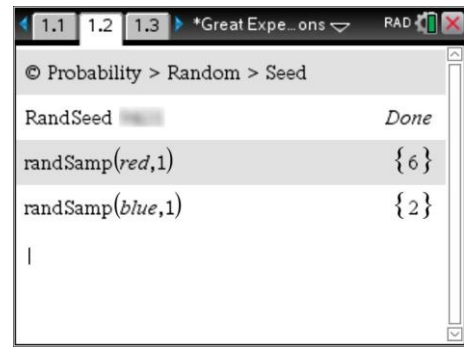 1.1 1.2 1.3 *Great Expe...ons RAD
© Probability > Random > Seed
RandSeed Done
randSamp(red,1) {6}
randSamp(blue,1) {2}